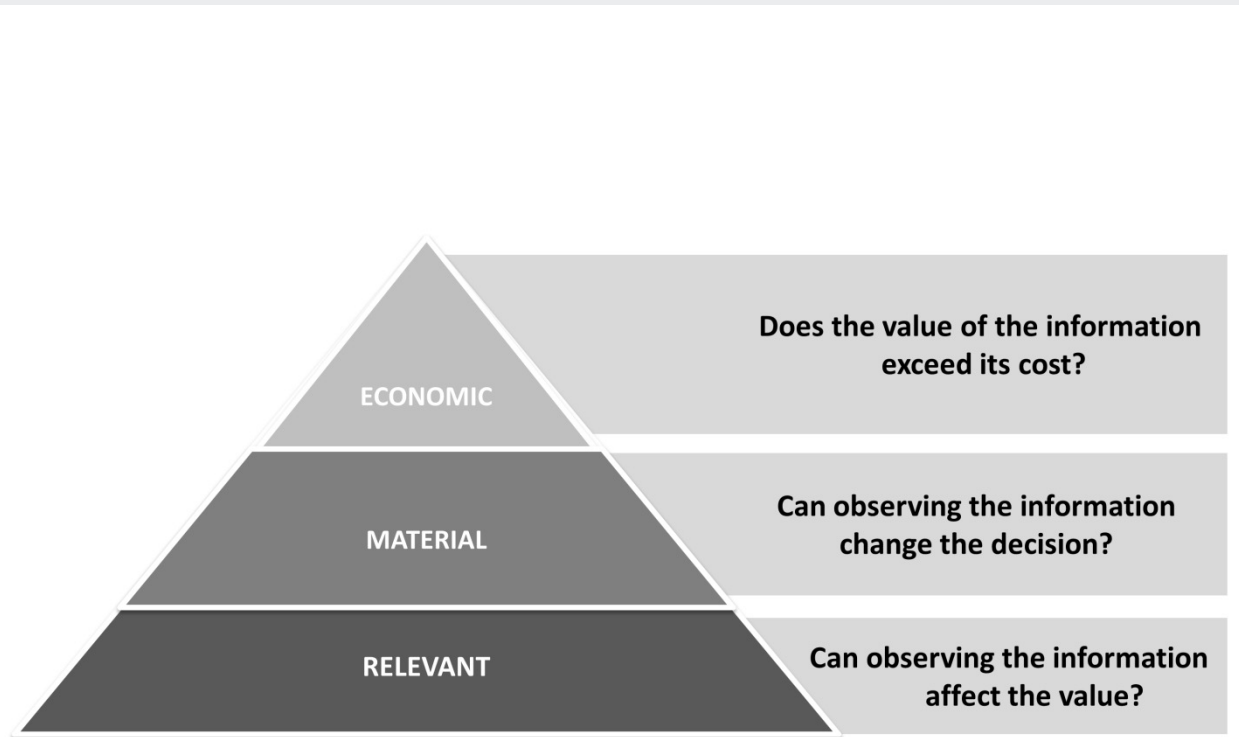 Does the value of the information
exceed its cost?
ECONOMIC
Can observing the information
change the decision?
MATERIAL
Can observing the information
affect the value?
RELEVANT